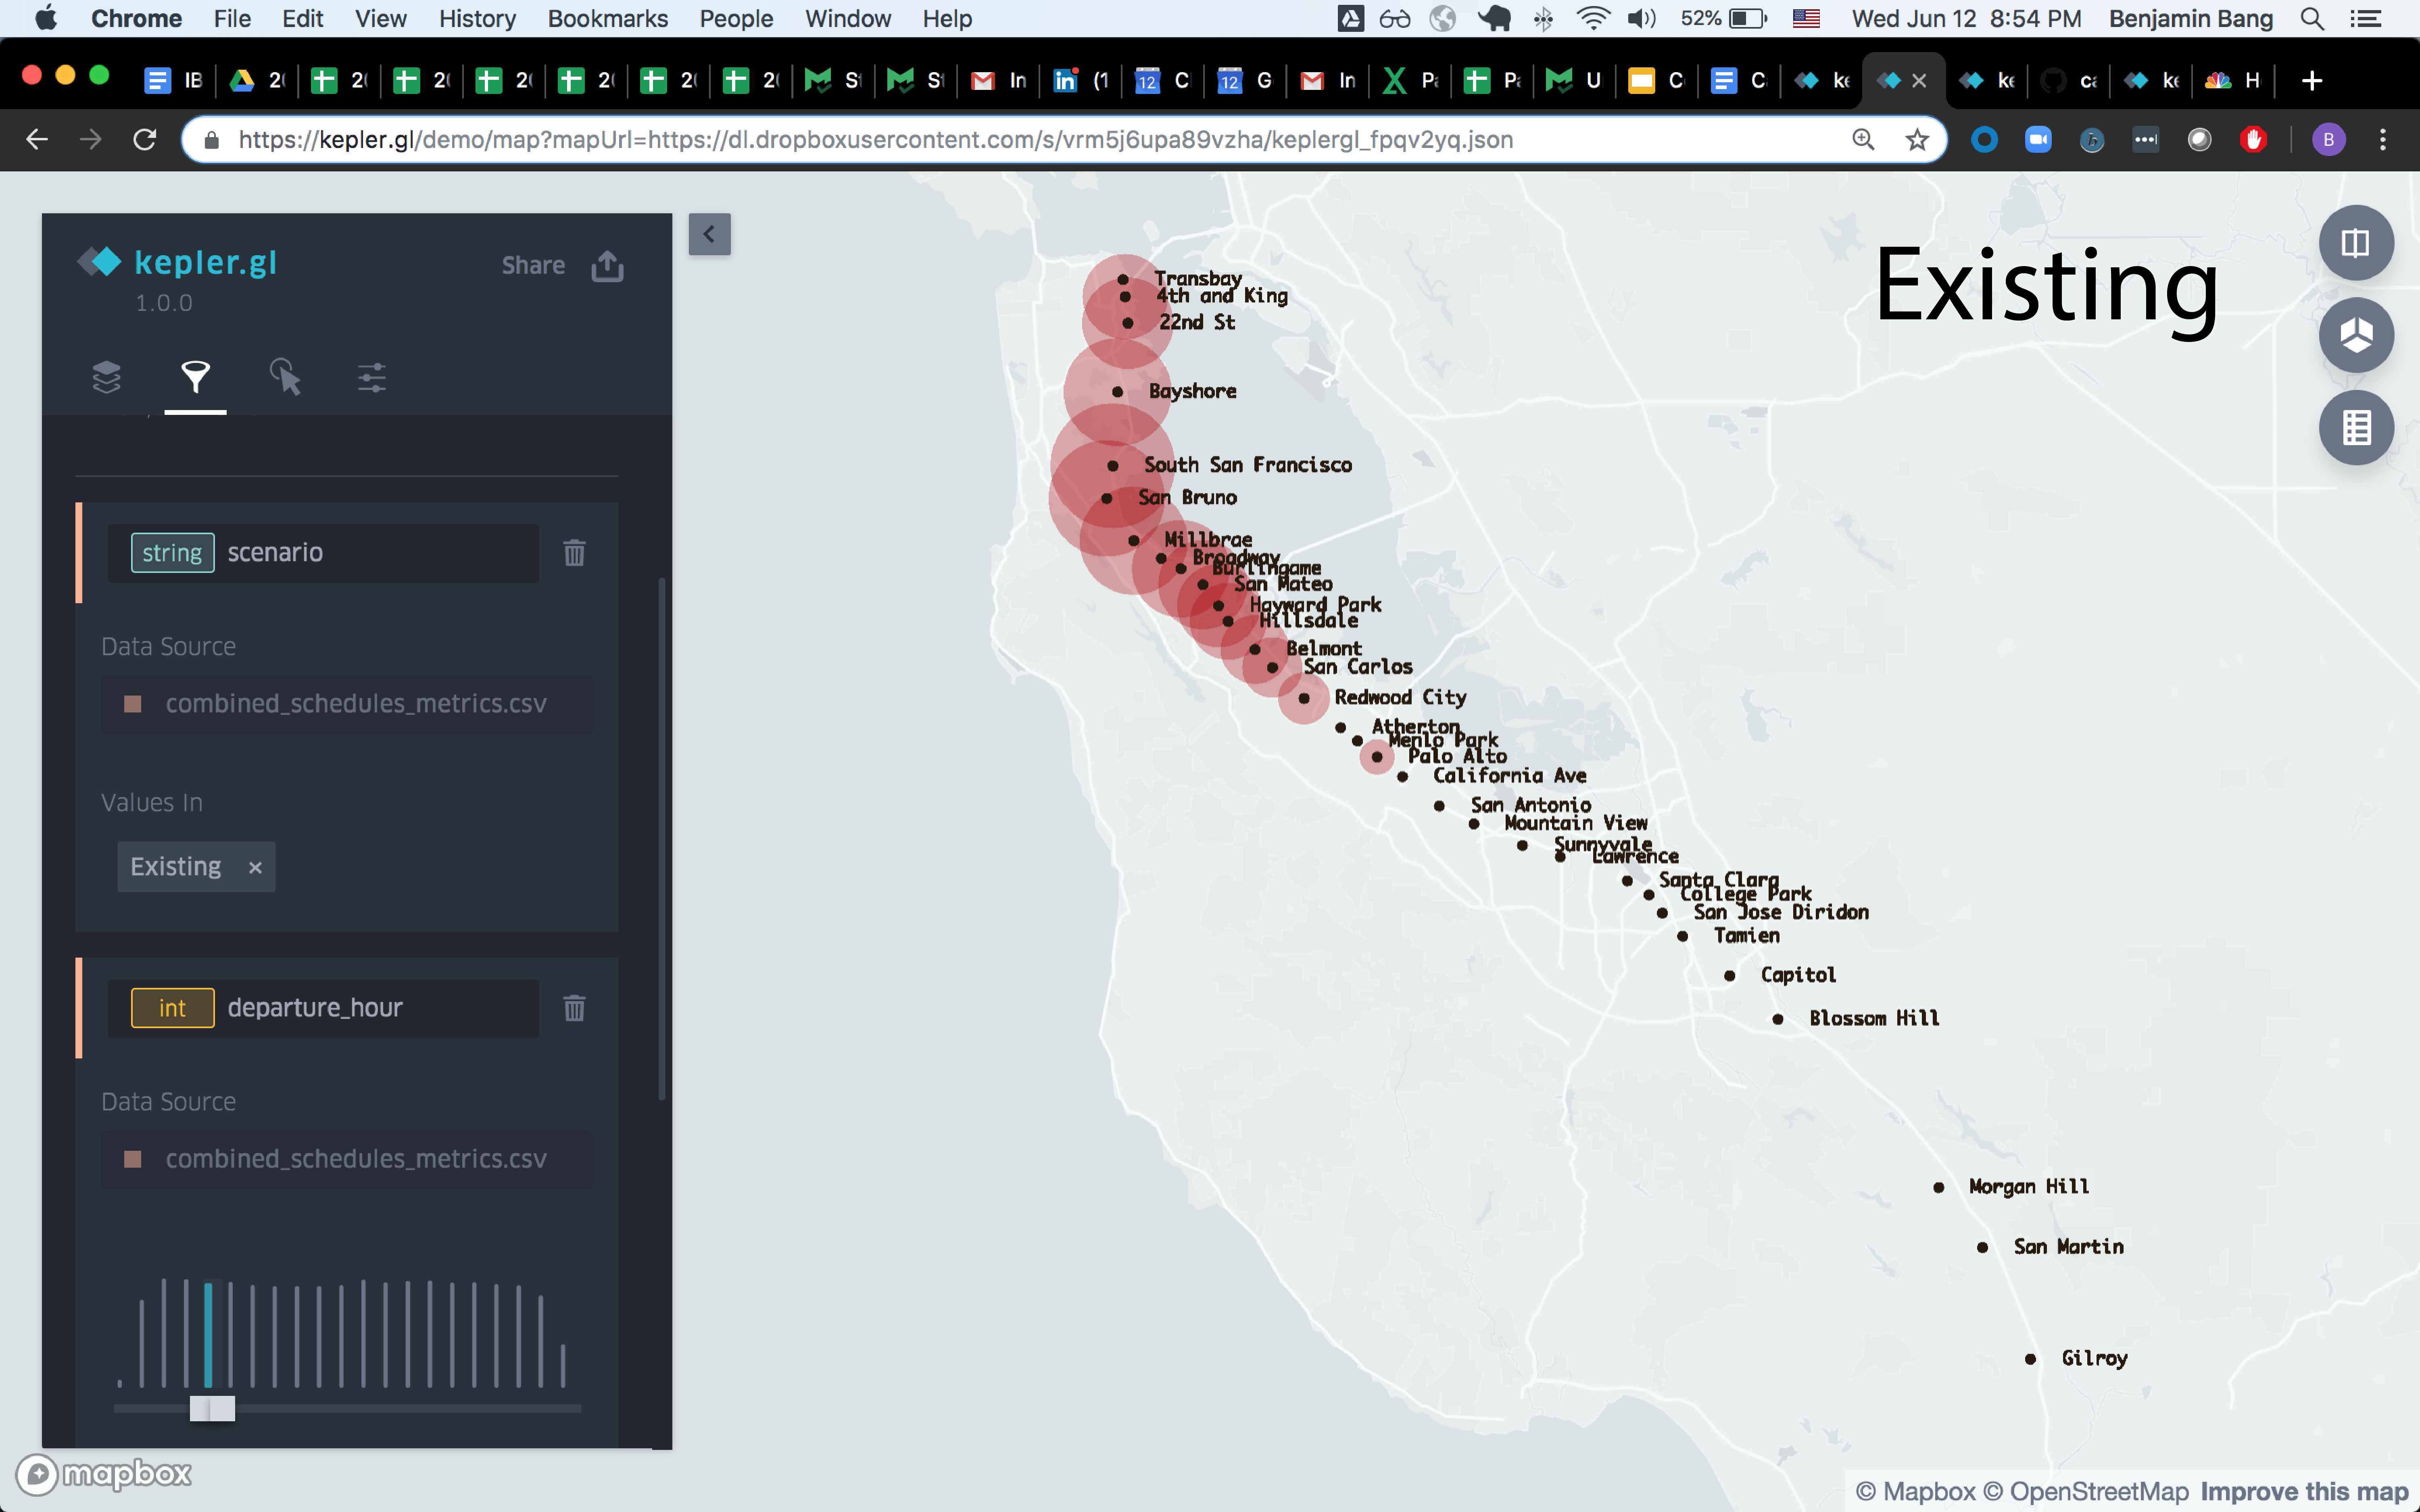 Chrome File Edit View History Bookmarks People Window Help 52% Wed Jun 12 8:54 PM Benjamin Bang
IB 2 2 2 2 2 2 2 S S In in (1 12 C 12 G In P P U C C ke ke c ke H
https://kepler.gl/demo/map?mapUrl=https://dl.dropboxusercontent.com/s/vrm5j6upa89vzha/keplergl_fpqv2yq.json B
kepler.gl
1.0.0
Share
string scenario
Data Source
combined_schedules_metrics.csv
Values In
Existing ×
int departure_hour
Data Source
combined_schedules_metrics.csv
Existing
Transbay
4th and King
22nd St
Bayshore
South San Francisco
San Bruno
Millbrae
Broadway
Burlingame
San Mateo
Hayward Park
Hillsdale
Belmont
San Carlos
Redwood City
Atherton
Menlo Park
Palo Alto
California Ave
San Antonio
Mountain View
Sunnyvale
Lawrence
Santa Clara
College Park
San Jose Diridon
Tamien
Capitol
Blossom Hill
Morgan Hill
San Martin
Gilroy
mapbox
© Mapbox © OpenStreetMap Improve this map